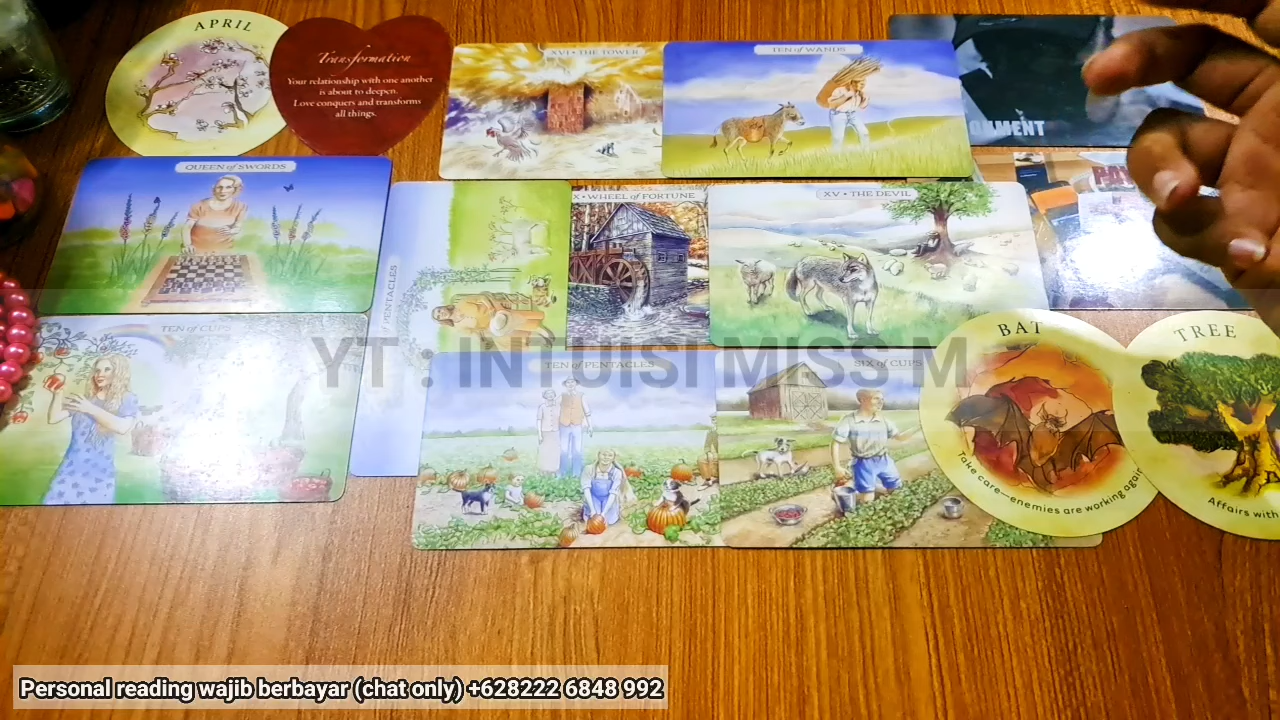 APRIL
Transformation
Your relationship with one another
is about to deepen.
Love conquers and transforms
all things.
XVI • THE TOWER
TEN of WANDS
QUEEN of SWORDS
PENTACLES
X • WHEEL of FORTUNE
XV • THE DEVIL
TEN of CUPS
YT : INTUISI MISS M
TEN of PENTACLES
SIX of CUPS
BAT
Take care—enemies are working again
TREE
Affairs with
Personal reading wajib berbayar (chat only) +628222 6848 992